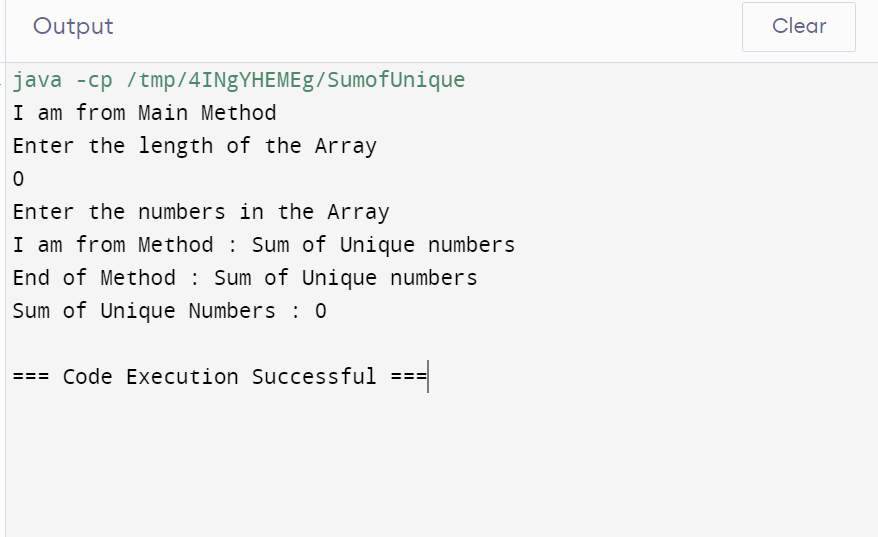 Output
Clear
java -cp /tmp/4INgYHEMEg/SumofUnique
I am from Main Method
Enter the length of the Array
0
Enter the numbers in the Array
I am from Method : Sum of Unique numbers
End of Method : Sum of Unique numbers
Sum of Unique Numbers : 0
=== Code Execution Successful ===